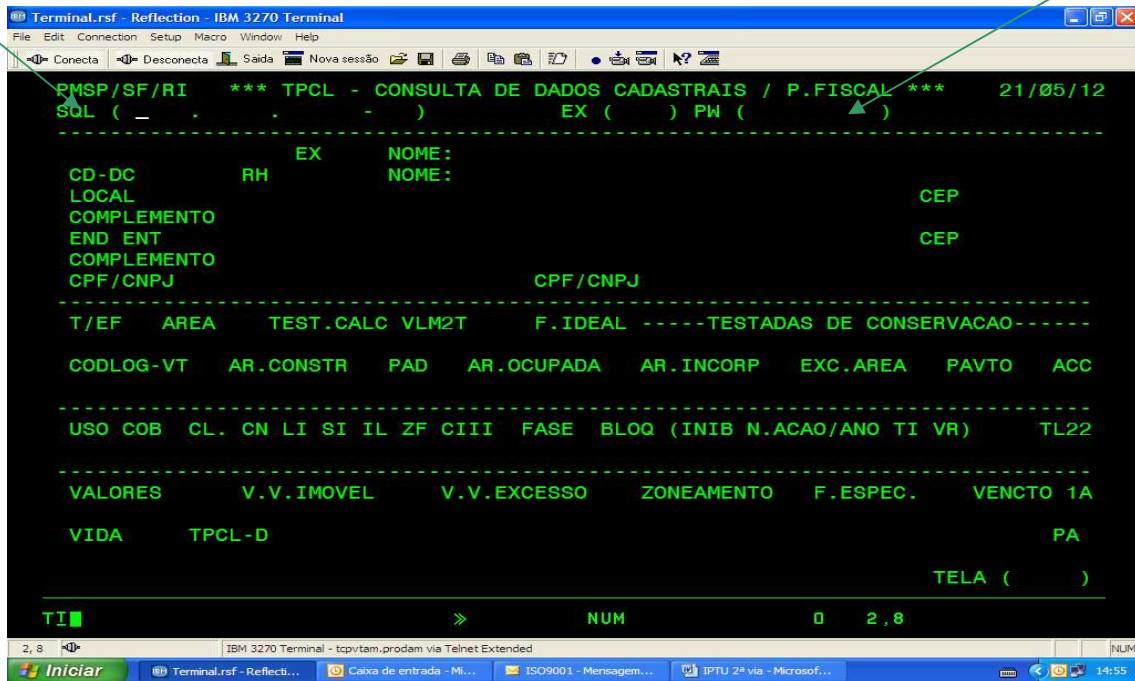 Terminal.rsf - Reflection - IBM 3270 Terminal
File Edit Connection Setup Macro Window Help
Conecta Desconecta Saida Nova sessão
PMSP/SF/RI *** TPCL - CONSULTA DE DADOS CADASTRAIS / P.FISCAL *** 21/05/12
SQL ( _ . . - ) EX ( ) PW ( )
EX NOME:
CD-DC RH NOME:
LOCAL CEP
COMPLEMENTO
END ENT CEP
COMPLEMENTO
CPF/CNPJ CPF/CNPJ
T/EF AREA TEST.CALC VLM2T F.IDEAL -----TESTADAS DE CONSERVACAO------
CODLOG-VT AR.CONSTR PAD AR.OCUPADA AR.INCORP EXC.AREA PAVTO ACC
USO COB CL. CN LI SI IL ZF CIII FASE BLOQ (INIB N.ACAO/ANO TI VR) TL22
VALORES V.V.IMOVEL V.V.EXCESSO ZONEAMENTO F.ESPEC. VENCTO 1A
VIDA TPCL-D PA
TELA ( )
TI » NUM 2,8
2, 8 IBM 3270 Terminal - tcpvtam.prodam via Telnet Extended NUM
Iniciar Terminal.rsf - Reflecti... Caixa de entrada - Mi... ISO9001 - Mensagem... IPTU 2ª via - Microsof... 14:55